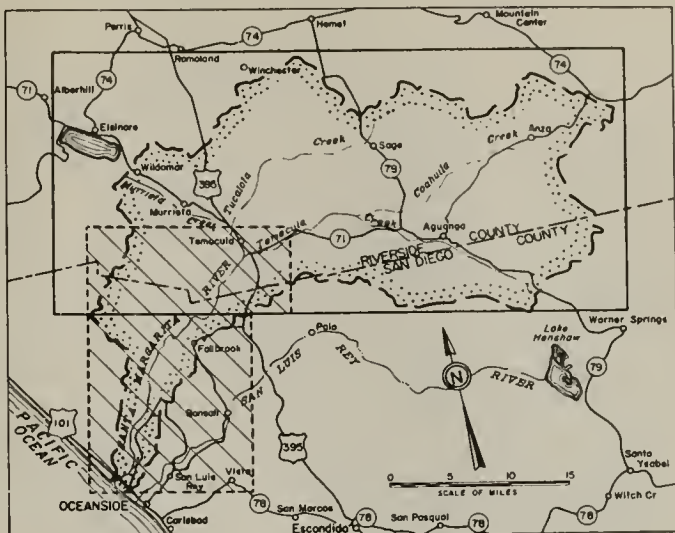 Mountain
Center
Hemet
Perris
74
Romoland
74
Winchester
71
Alberhill
74
Elsinore
Wildomar
Murrieta
Creek
Murrieta
395
Tucalota
Creek
Sage
79
Coahuila
Creek
Anza
Temecula
Temecula
Creek
71
Aguanga
COUNTY
COUNTY
RIVERSIDE
SAN DIEGO
SANTA MARGARITA RIVER
Fallbrook
Pala
SAN LUIS REY RIVER
Lake
Henshaw
Warner Springs
79
N
Bonsall
395
101
PACIFIC
OCEAN
San Luis
Rey
Vista
OCEANSIDE
Carlsbad
78
San Marcos
Escondido
78
San Pasqual
78
0 5 10 15
SCALE OF MILES
Santa
Ysabel
Witch Cr
78